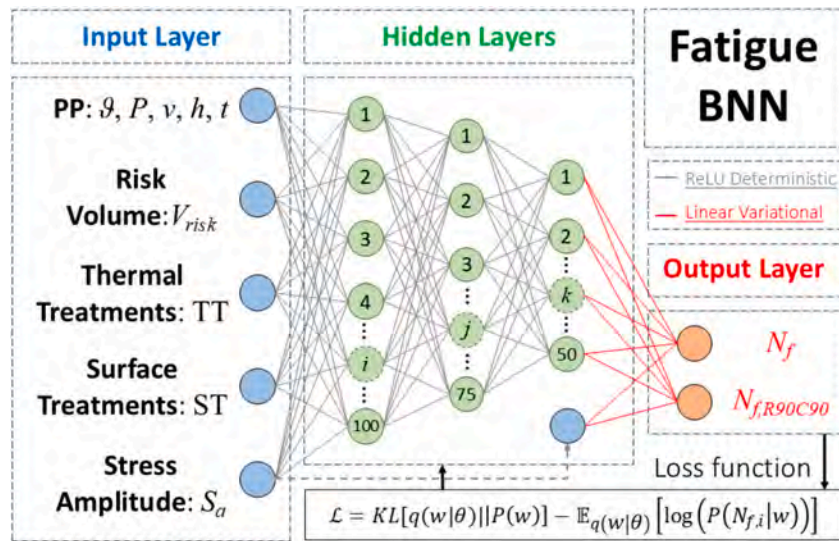 Input Layer
Hidden Layers
Fatigue
BNN
PP: ϑ, P, v, h, t
Risk
Volume: V_risk
Thermal
Treatments: TT
Surface
Treatments: ST
Stress
Amplitude: S_a
1
2
3
4
i
100
1
2
3
j
75
1
2
k
50
ReLU Deterministic
Linear Variational
Output Layer
N_f
N_f,R90C90
Loss function
ℒ = KL[q(w|θ)||P(w)] − 𝔼_q(w|θ) [log(P(N_f,i|w))]